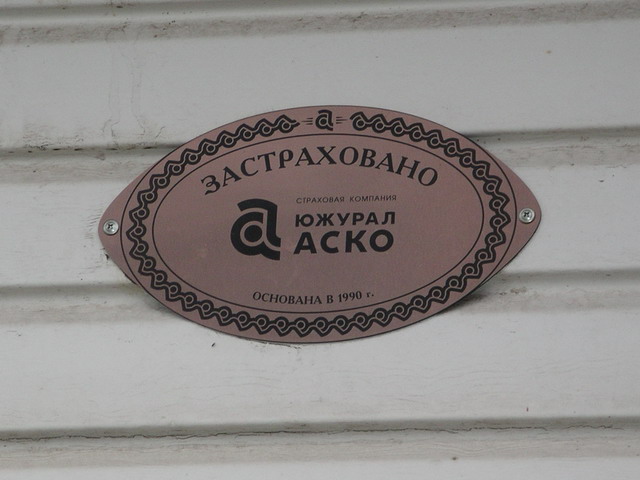 а
ЗАСТРАХОВАНО
СТРАХОВАЯ КОМПАНИЯ
ЮЖУРАЛ
АСКО
ОСНОВАНА В 1990 г.